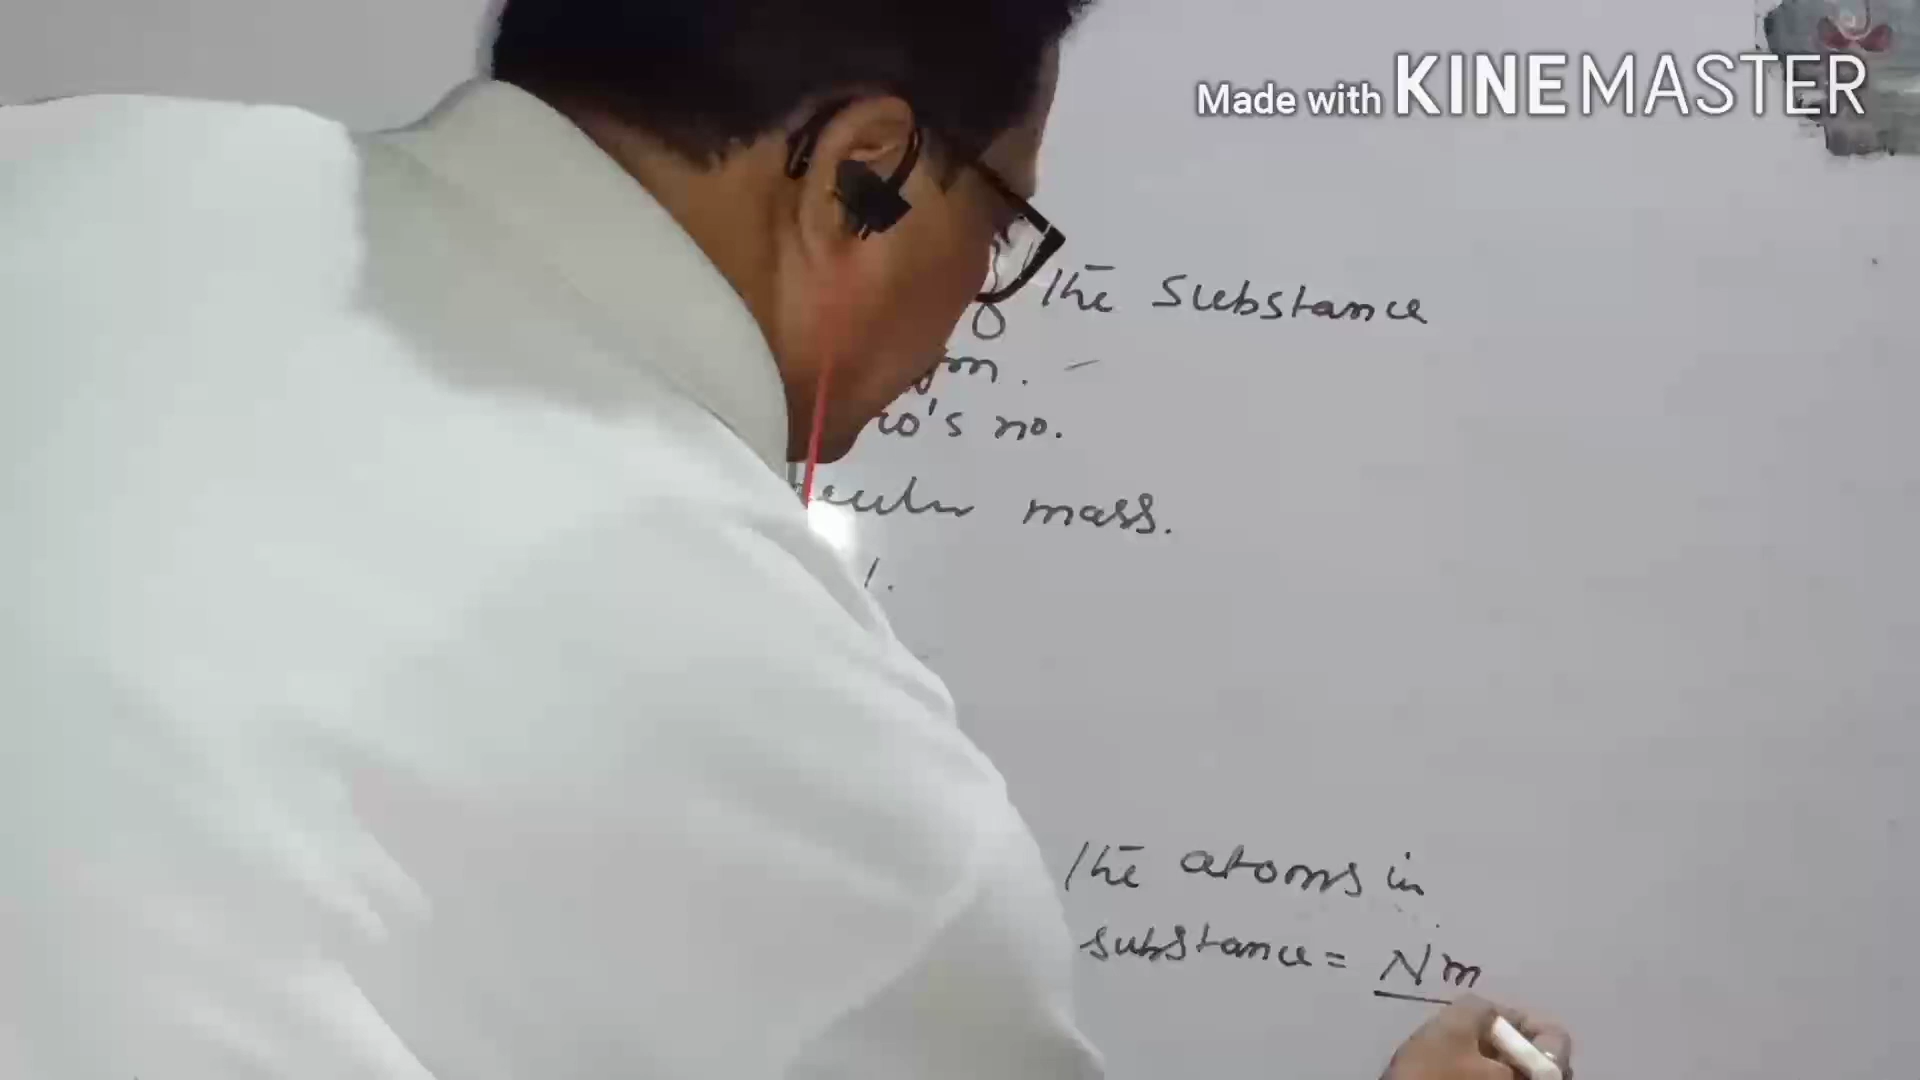 Made with KINEMASTER
the substance
m.
's no.
mass.
the atoms in
substance = Nm